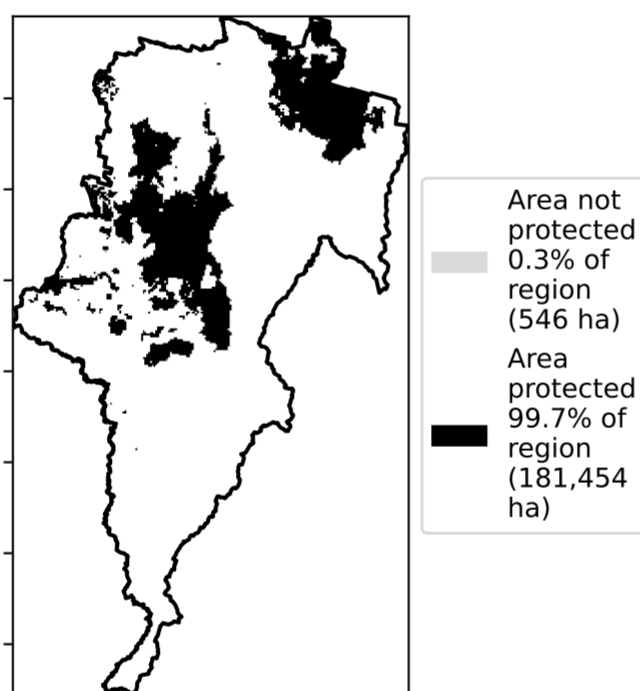 Area not
protected
0.3% of
region
(546 ha)
Area
protected
99.7% of
region
(181,454
ha)